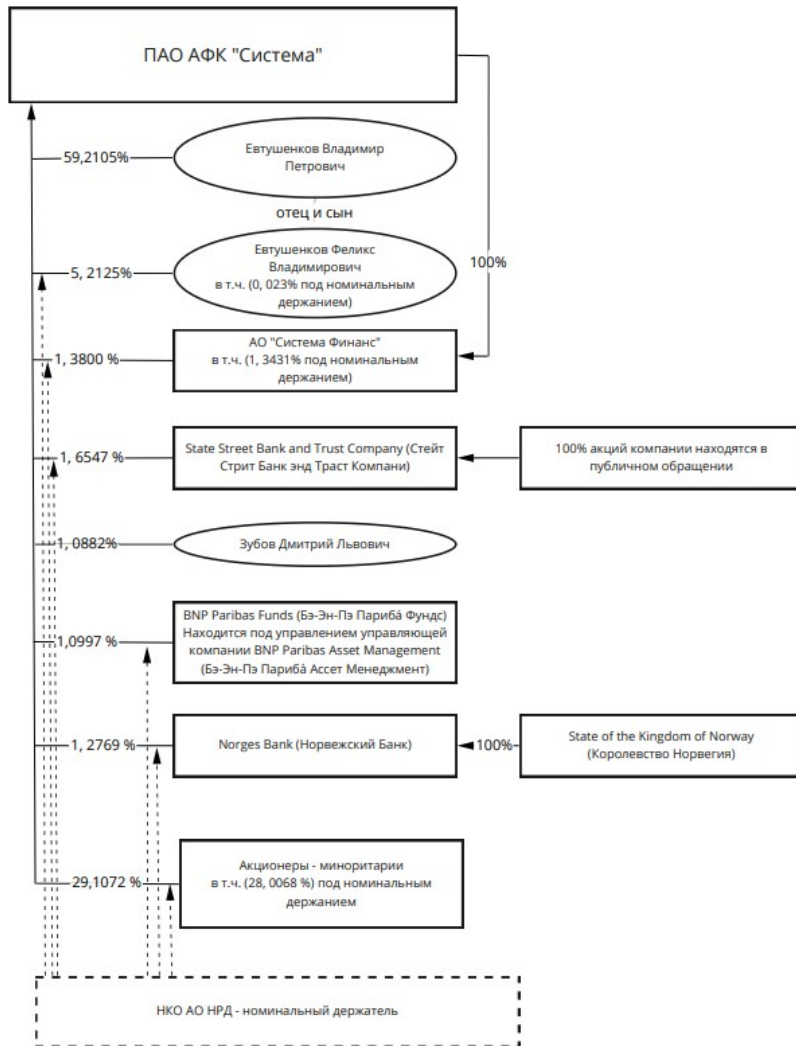 ПАО АФК "Система"
59,2105%
Евтушенков Владимир
Петрович
отец и сын
5, 2125%
Евтушенков Феликс
Владимирович
в т.ч. (0, 023% под номинальным
держанием)
100%
1, 3800 %
АО "Система Финанс"
в т.ч. (1, 3431% под номинальным
держанием)
1, 6547 %
State Street Bank and Trust Company (Стейт
Стрит Банк энд Траст Компани)
100% акций компании находятся в
публичном обращении
1, 0882%
Зубов Дмитрий Львович
1,0997 %
BNP Paribas Funds (Бэ-Эн-Пэ Париба́ Фундс)
Находится под управлением управляющей
компании BNP Paribas Asset Management
(Бэ-Эн-Пэ Париба́ Ассет Менеджмент)
1, 2769 %
Norges Bank (Норвежский Банк)
100%
State of the Kingdom of Norway
(Королевство Норвегия)
29,1072 %
Акционеры - миноритарии
в т.ч. (28, 0068 %) под номинальным
держанием
НКО АО НРД - номинальный держатель